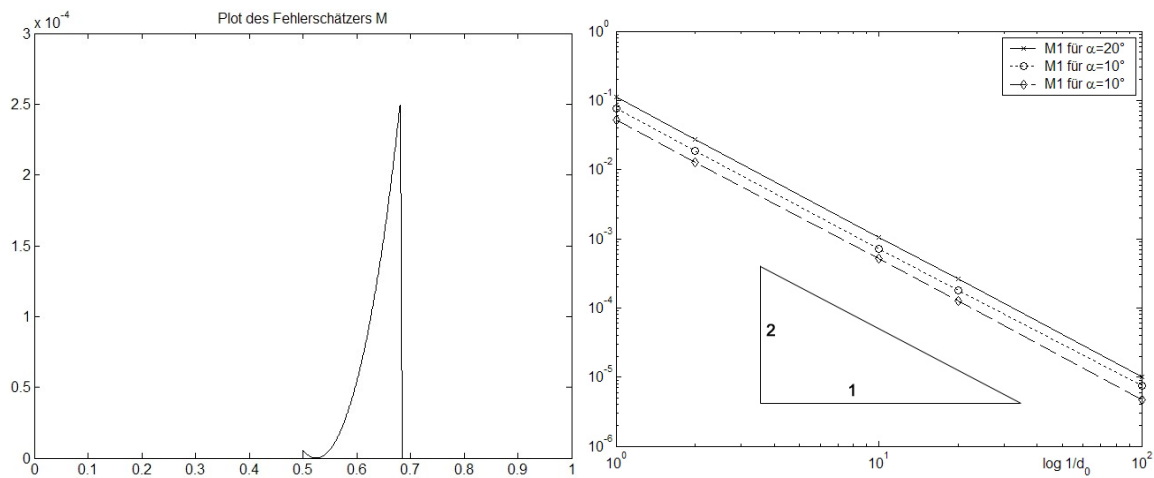 Plot des Fehlerschätzers M
x 10^-4
3
2.5
2
1.5
1
0.5
0
0 0.1 0.2 0.3 0.4 0.5 0.6 0.7 0.8 0.9 1
10^0
10^-1
10^-2
10^-3
10^-4
10^-5
10^-6
M1 für α=20°
M1 für α=10°
M1 für α=10°
2
1
10^0 10^1 log 1/d_0 10^2